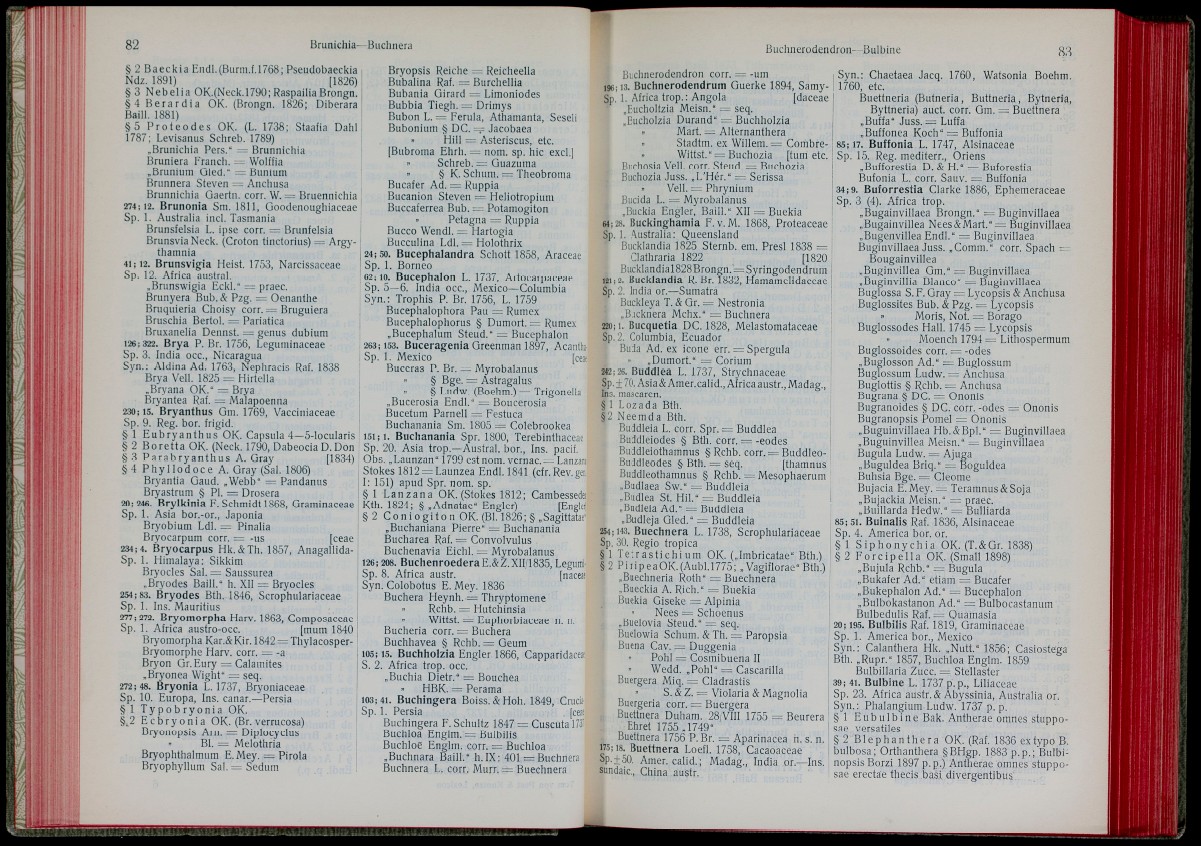 82
Brunichia—Buchnera
§ 2 Baeckia Endl. (Burm.f. 1768; Pseudobaeckia
Ndz. 1891) [1826)
§ 3 Nebelia OK. (Neck. 1790; Raspailia Brongn.
§ 4 Berardia OK. (Brongn. 1826; Diberara
Baill. 1881)
§ 5 Proteodes OK. (L. 1738; Staafia Dahl
1787; Levisanus Schreb. 1789)
„Brunichia Pers.“ = Brunnichia
Bruniera Franch. = Wolffia
„Brunium Gled.“ = Bunium
Brunnera Steven = Anchusa
Brunnichia Gaertn. corr. W. = Bruennichia
274; 12. Brunonia Sm. 1811, Goodenoughiaceae
Sp. 1. Australia incl. Tasmania
Brunsfelsia L. ipse corr. = Brunfelsia
Brunsvia Neck. (Croton tinctorius) = Argy-
thamnia
41; 12. Brunsvigia Heist. 1753, Narcissaceae
Sp. 12. Africa austral.
„Brunswigia Eckl.“ = praec.
Brunyera Bub. & Pzg. = Oenanthe
Bruquieria Choisy corr. = Bruguiera
Bruschia Bertol. = Pariatica
Bruxanelia Dennst. = genus dubium
126; 322. Brya P. Br. 1756, Leguminaceae
Sp. 3. India occ., Nicaragua
Syn.: Aldina Ad. 1763, Nephracis Raf. 1838
Brya Vell. 1825 = Hirtella
„Bryana OK.“ = Brya
Bryantea Raf. = Malapoenna
230; 15. Bryanthus Gm. 1769, Vacciniaceae
Sp. 9. Reg. bor. frigid.
§ 1 Eubryanthus OK. Capsula 4—5-locularis
§ 2 Boretta OK. (Neck. 1790, Dabeocia D. Don
§ 3 Parabryanthus A. Gray [1834)
§ 4 Phyllodoce A. Gray (Sal. 1806)
Bryantia Gaud. „Webb“ = Pandanus
Bryastrum § Pl. = Drosera
20; 246. Brylkinia F. Schmidt 1868, Graminaceae
Sp. 1. Asia bor.-or., Japonia
Bryobium Ldl. = Pinalia
Bryocarpum corr. = -us [ceae
234; 4. Bryocarpus Hk. & Th. 1857, Anagallida-
Sp. 1. Himalaya: Sikkim
Bryocles Sal. = Saussurea
„Bryodes Baill.“ h. XII = Bryocles
254; 83. Bryodes Bth. 1846, Scrophulariaceae
Sp. 1. Ins. Mauritius
277; 272. Bryomorpha Harv. 1863, Composaceae
Sp. 1. Africa austro-occ. [mum 1840
Bryomorpha Kar. & Kir. 1842 = Thylacosper-
Bryomorphe Harv. corr. = -a
Bryon Gr. Eury = Calamites
„Bryonea Wight“ = seq.
272; 48. Bryonia L. 1737, Bryoniaceae
Sp. 10. Europa, Ins. canar.—Persia
§ 1 Typobryonia OK.
§ 2 Ecbryonia OK. (Br. verrucosa)
Bryonopsis Arn. = Diplocyclus
" Bl. = Melothria
Bryophthalmum E. Mey. = Pirola
Bryophyllum Sal. = Sedum
Bryopsis Reiche = Reicheella
Bubalina Raf. = Burchellia
Bubania Girard = Limoniodes
Bubbia Tiegh. = Drimys
Bubon L. = Ferula, Athamanta, Seseli
Bubonium § DC. = Jacobaea
" Hill = Asteriscus, etc.
[Bubroma Ehrh. = nom. sp. hic excl.]
" Schreb. = Guazuma
" § K. Schum. = Theobroma
Bucafer Ad. = Ruppia
Bucanion Steven = Heliotropium
Buccaferrea Bub. = Potamogiton
" Petagna = Ruppia
Bucco Wendl. = Hartogia
Bucculina Ldl. = Holothrix
24; 50. Bucephalandra Schott 1858, Araceae
Sp. 1. Borneo
62; 10. Bucephalon L. 1737, Artocarpaceae
Sp. 5—6. India occ., Mexico—Columbia
Syn.: Trophis P. Br. 1756, L. 1759
Bucephalophora Pau = Rumex
Bucephalophorus § Dumort. = Rumex
„Bucephalum Steud.“ = Bucephalon
263; 153. Buceragenia Greenman 1897, Acantha
Sp. 1. Mexico [ceae
Buceras P. Br. = Myrobalanus
" § Bge. = Astragalus
" § Ludw. (Boehm.) = Trigonella
„Bucerosia Endl.“ = Boucerosia
Bucetum Parnell = Festuca
Buchanania Sm. 1805 = Colebrookea
151; 1. Buchanania Spr. 1800, Terebinthaceae
Sp. 20. Asia trop.—Austral. bor., Ins. pacif.
Obs. „Launzan“ 1799 est nom. vernac. = Lanzan
Stokes 1812 = Launzea Endl. 1841 (cfr. Rev. gen
I: 151) apud Spr. nom. sp.
§ 1 Lanzana OK. (Stokes 1812; Cambessede
Kth. 1824; § „Adnatae“ Engler) [Engle
§ 2 Coniogiton OK. (Bl. 1826; § „Sagittatae
„Buchaniana Pierre“ = Buchanania
Bucharea Raf. = Convolvulus
Buchenavia Eichl. = Myrobalanus
126; 208. Buchenroedera E. & Z. XII/1835, Legumi
Sp. 8. Africa austr. [naceae
Syn. Colobotus E. Mey. 1836
Buchera Heynh. = Thryptomene
" Rchb. = Hutchinsia
" Wittst. = Euphorbiaceae n. n.
Bucheria corr. = Buchera
Buchhavea § Rchb. = Geum
105; 15. Buchholzia Engler 1866, Capparidaceae
S. 2. Africa trop. occ.
„Buchia Dietr.“ = Bouchea
" HBK. = Perama
103; 41. Buchingera Boiss. & Hoh. 1849, Cruci
Sp. 1. Persia [ceae
Buchingera F. Schultz 1847 = Cuscuta 173
Buchloa Englm. = Bulbilis
Buchloë Englm. corr. = Buchloa
„Buchnara Baill.“ h. IX: 401 = Buchnera
Buchnera L. corr. Murr. = Buechnera
Buchnerodendron—Bulbine
83
Buchnerodendron corr. = -um
196; 13. Buchnerodendrum Guerke 1894, Samy-
Sp. 1. Africa trop.: Angola [daceae
„Eucholtzia Meisn.“ = seq.
„Eucholzia Durand“ = Buchholzia
" Mart. = Alternanthera
" Stadtm. ex Willem. = Combre-
" Wittst.“ = Buchozia [tum etc.
Buchosia Vell. corr. Steud. = Buchozia
Buchozia Juss. „L'Hér.“ = Serissa
" Vell. = Phrynium
Bucida L. = Myrobalanus
„Buckia Engler, Baill.“ XII = Buekia
64; 28. Buckinghamia F. v. M. 1868, Proteaceae
Sp. 1. Australia: Queensland
Bucklandia 1825 Sternb. em. Presl 1838 =
Clathraria 1822 [1820
Bucklandia 1828 Brongn. = Syringodendrum
121; 2. Bucklandia R. Br. 1832, Hamamelidaceae
Sp. 2. India or.—Sumatra
Buckleya T. & Gr. = Nestronia
„Bucknera Mchx.“ = Buchnera
220; 1. Bucquetia DC. 1828, Melastomataceae
Sp. 2. Columbia, Ecuador
Buda Ad. ex icone err. = Spergula
" „Dumort.“ = Corium
242; 26. Buddlea L. 1737, Strychnaceae
Sp. ± 70. Asia & Amer. calid., Africa austr., Madag.,
Ins. mascaren.
§ 1 Lozada Bth.
§ 2 Neemda Bth.
Buddleia L. corr. Spr. = Buddlea
Buddleiodes § Bth. corr. = -eodes
Buddleiothamnus § Rchb. corr. = Buddleo-
Buddleodes § Bth. = seq. [thamnus
Buddleothamnus § Rchb. = Mesophaerum
„Budlaea Sw.“ = Buddleia
„Budlea St. Hil.“ = Buddleia
„Budleia Ad.“ = Buddleia
„Budleja Gled.“ = Buddleia
254; 143. Buechnera L. 1738, Scrophulariaceae
Sp. 30. Regio tropica
§ 1 Tetrastichium OK. („Imbricatae“ Bth.)
§ 2 Piripea OK. (Aubl. 1775; „Vagiflorae“ Bth.)
„Buechneria Roth“ = Buechnera
„Bueckia A. Rich.“ = Buekia
Buekia Giseke = Alpinia
" Nees = Schoenus
„Buelovia Steud.“ = seq.
Buelowia Schum. & Th. = Paropsia
Buena Cav. = Duggenia
" Pohl = Cosmibuena II
" Wedd. „Pohl“ = Cascarilla
Buergera Miq. = Cladrastis
" S. & Z. = Violaria & Magnolia
Buergeria corr. = Buergera
Buettnera Duham. 28/VIII 1755 = Beurera
Ehret 1755 „1749“
Buettnera 1756 P. Br. = Aparinacea n. s. n.
175; 18. Buettnera Loefl. 1758, Cacaoaceae
Sp. ± 50. Amer. calid.; Madag., India or.—Ins.
sundaic., China austr.
Syn.: Chaetaea Jacq. 1760, Watsonia Boehm.
1760, etc.
Buettneria (Butneria, Buttneria, Bytneria,
Byttneria) auct. corr. Gm. = Buettnera
„Buffa“ Juss. = Luffa
„Buffonea Koch“ = Buffonia
85; 17. Buffonia L. 1747, Alsinaceae
Sp. 15. Reg. mediterr., Oriens
„Bufforestia D. & H.“ = Buforestia
Bufonia L. corr. Sauv. = Buffonia
34; 9. Buforrestia Clarke 1886, Ephemeraceae
Sp. 3 (4). Africa trop.
„Bugainvillaea Brongn.“ = Buginvillaea
„Bugainvillea Nees & Mart.“ = Buginvillaea
„Bugenvillea Endl.“ = Buginvillaea
Buginvillaea Juss. „Comm.“ corr. Spach =
Bougainvillea
„Buginvillea Gm.“ = Buginvillaea
„Buginvillia Blanco“ = Buginvillaea
Buglossa S. F. Gray = Lycopsis & Anchusa
Buglossites Bub. & Pzg. = Lycopsis
" Moris, Not. = Borago
Buglossodes Hall. 1745 = Lycopsis
" Moench 1794 = Lithospermum
Buglossoides corr. = -odes
„Buglosson Ad.“ = Buglossum
Buglossum Ludw. = Anchusa
Buglottis § Rchb. = Anchusa
Bugrana § DC. = Ononis
Bugranoides § DC. corr. -odes = Ononis
Bugranopsis Pomel = Ononis
„Buguinvillaea Hb. & Bpl.“ = Buginvillaea
„Buguinvillea Meisn.“ = Buginvillaea
Bugula Ludw. = Ajuga
„Buguldea Briq.“ = Boguldea
Buhsia Bge. = Cleome
Bujacia E. Mey. = Teramnus & Soja
„Bujackia Meisn.“ = praec.
„Buillarda Hedw.“ = Bulliarda
85; 51. Buinalis Raf. 1836, Alsinaceae
Sp. 4. America bor. or.
§ 1 Siphonychia OK. (T. & Gr. 1838)
§ 2 Forcipella OK. (Small 1898)
„Bujula Rchb.“ = Bugula
„Bukafer Ad.“ etiam = Bucafer
„Bukephalon Ad.“ = Bucephalon
„Bulbokastanon Ad.“ = Bulbocastanum
Bulbedulis Raf. = Quamasia
20; 195. Bulbilis Raf. 1819, Graminaceae
Sp. 1. America bor., Mexico
Syn.: Calanthera Hk. „Nutt.“ 1856; Casiostega
Bth. „Rupr.“ 1857, Buchloa Englm. 1859
Bulbillaria Zucc. = Stellaster
39; 41. Bulbine L. 1737 p. p., Liliaceae
Sp. 23. Africa austr. & Abyssinia, Australia or.
Syn.: Phalangium Ludw. 1737 p. p.
§ 1 Eubulbine Bak. Antherae omnes stuppo-
sae versatiles
§ 2 Blephanthera OK. (Raf. 1836 ex typo B.
bulbosa; Orthanthera § BHgp. 1883 p. p.; Bulbi-
nopsis Borzi 1897 p. p.) Antherae omnes stuppo-
sae erectae thecis basi divergentibus